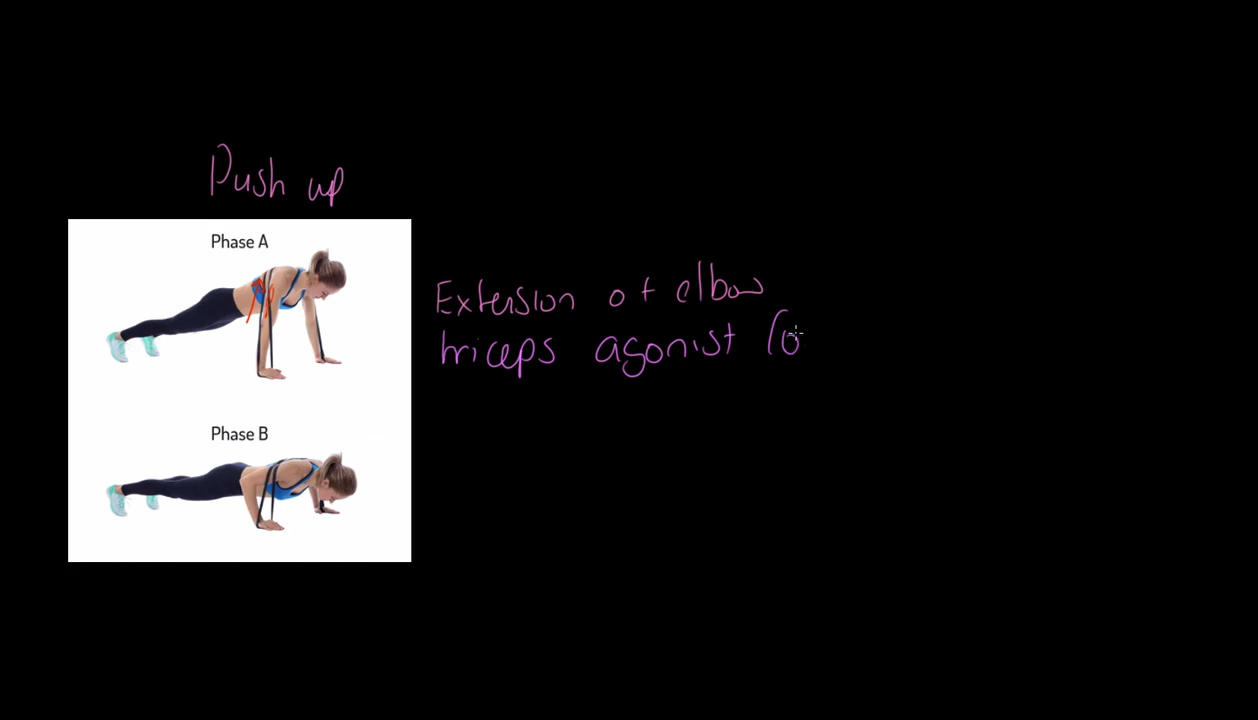 Push up
Phase A
Extension of elbow
triceps agonist (
Phase B